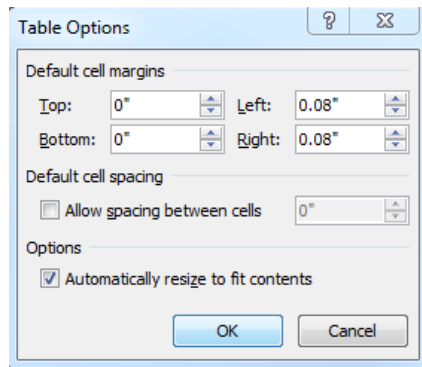 Table Options
Default cell margins
Top: 0" Left: 0.08"
Bottom: 0" Right: 0.08"
Default cell spacing
Allow spacing between cells 0"
Options
Automatically resize to fit contents
OK Cancel